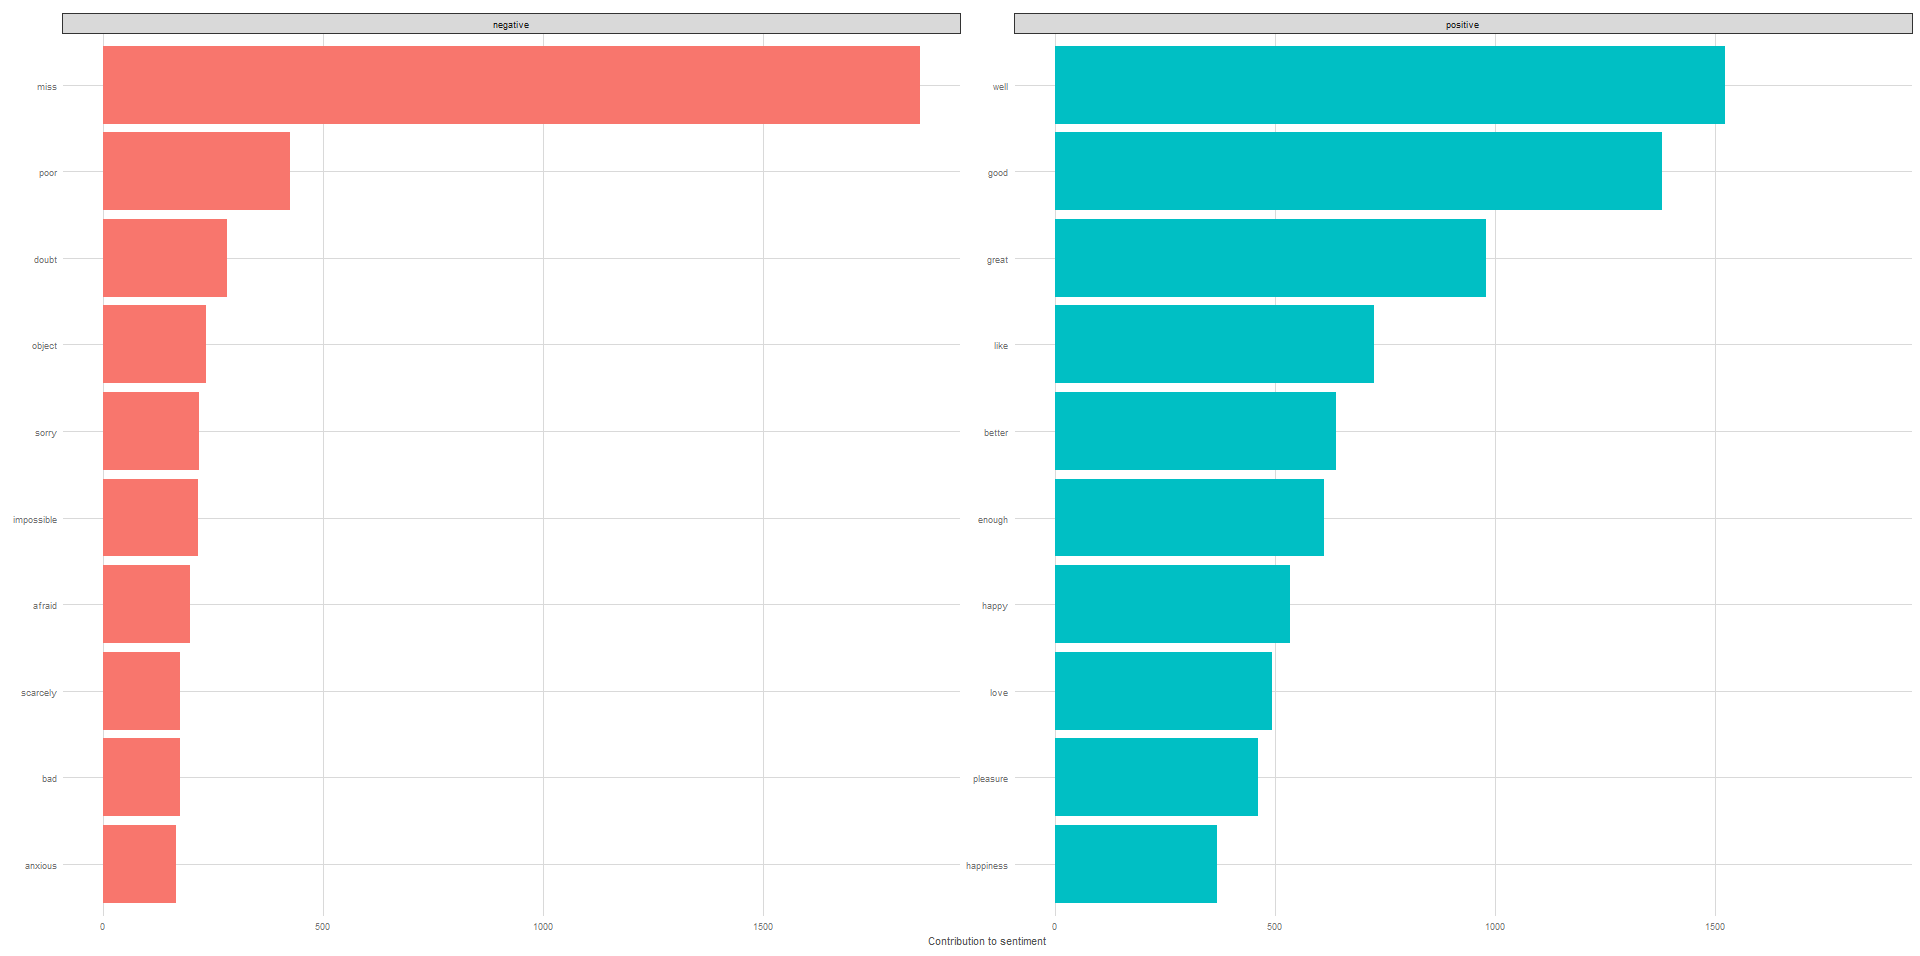 negative
miss
poor
doubt
object
sorry
impossible
afraid
scarcely
bad
anxious
0 500 1000 1500
positive
well
good
great
like
better
enough
happy
love
pleasure
happiness
0 500 1000 1500
Contribution to sentiment